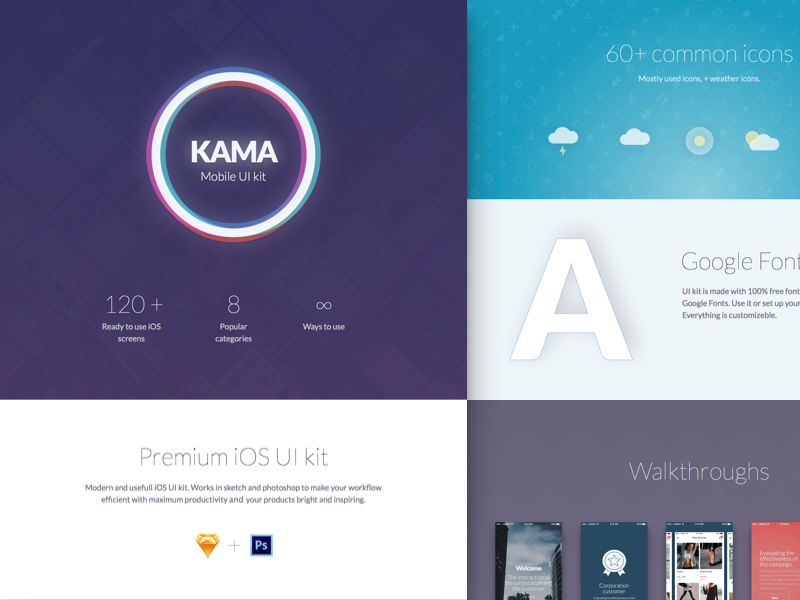 KAMA
Mobile UI kit
120 +
Ready to use iOS
screens
8
Popular
categories
∞
Ways to use
Premium iOS UI kit
Modern and usefull iOS UI kit. Works in sketch and photoshop to make your workflow
efficient with maximum productivity and your products bright and inspiring.
+
Ps
60+ common icons
Mostly used icons, + weather icons.
A
Google Font
UI kit is made with 100% free font
Google Fonts. Use it or set up your
Everything is customizeble.
Walkthroughs
Welcome
The interaction of
the corporation and
the customer
Corporation
customer
Evaluating the
effectiveness of
the campaign